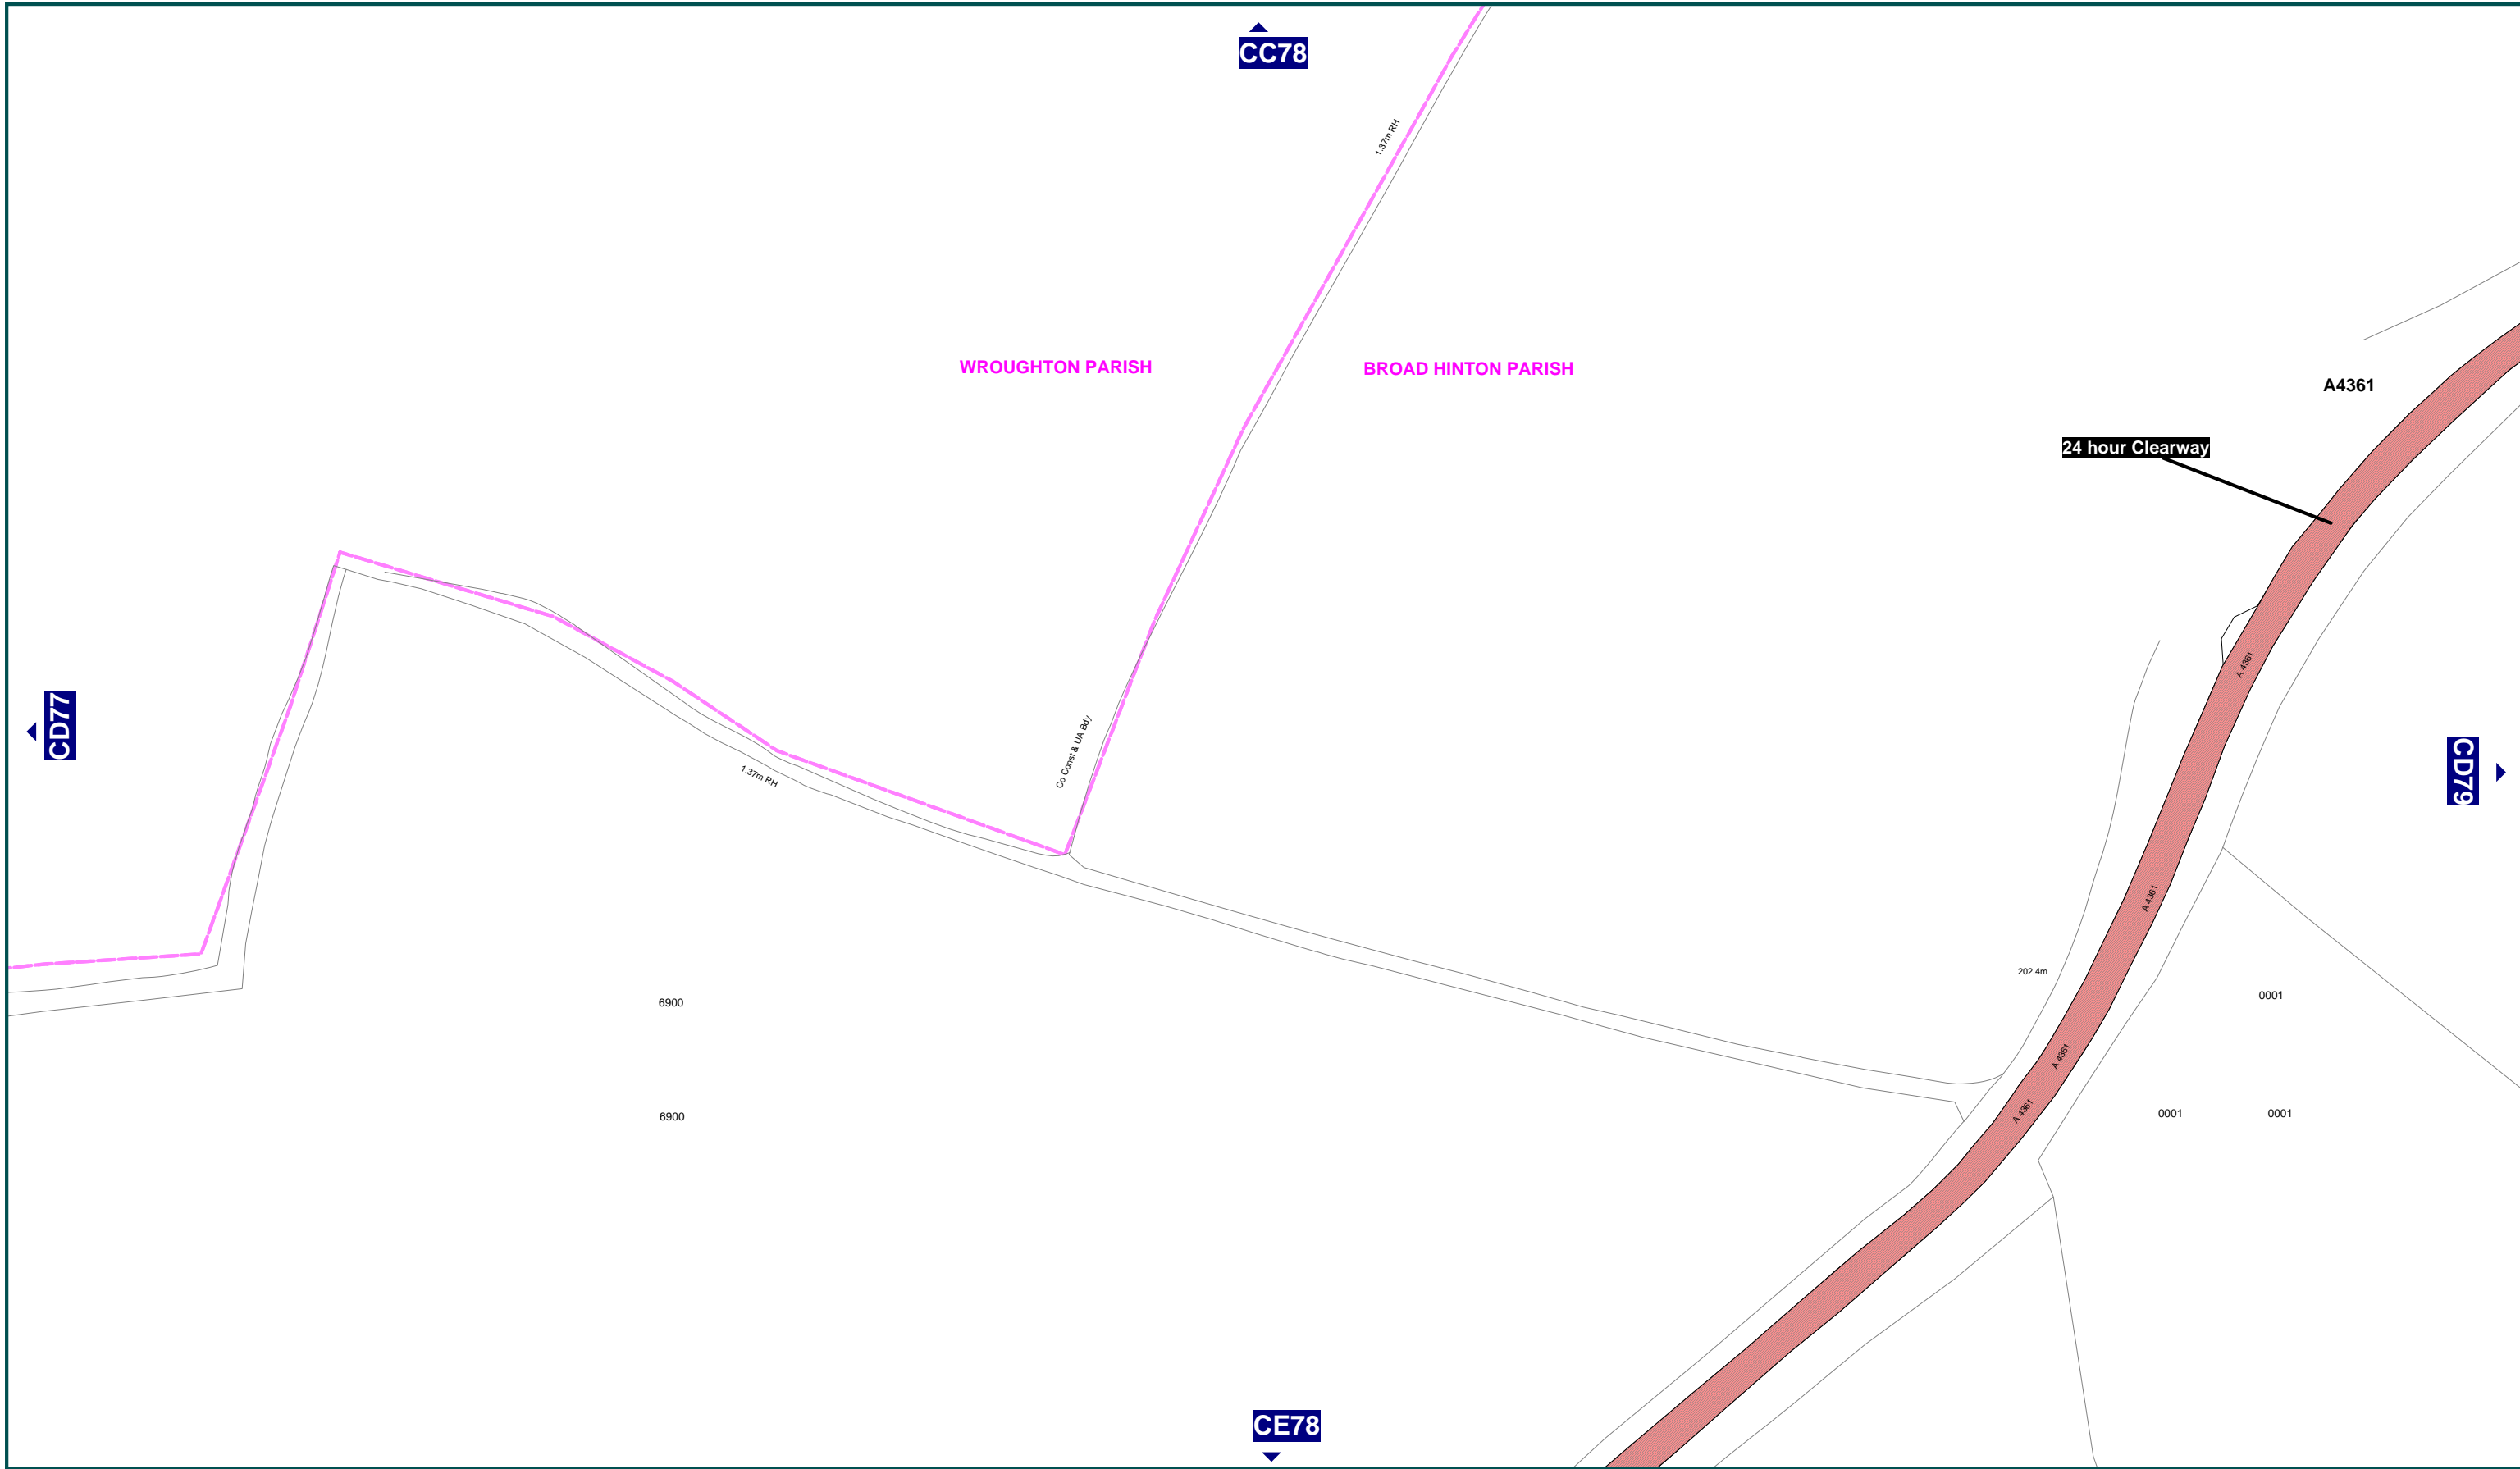 CC78
1.37m RH
WROUGHTON PARISH
BROAD HINTON PARISH
A4361
24 hour Clearway
A 4361
CD77
Co Const & UA Bdy
CD79
1.37m RH
A 4361
202.4m
0001
6900
A 4361
6900
A 4361
0001
0001
CE78